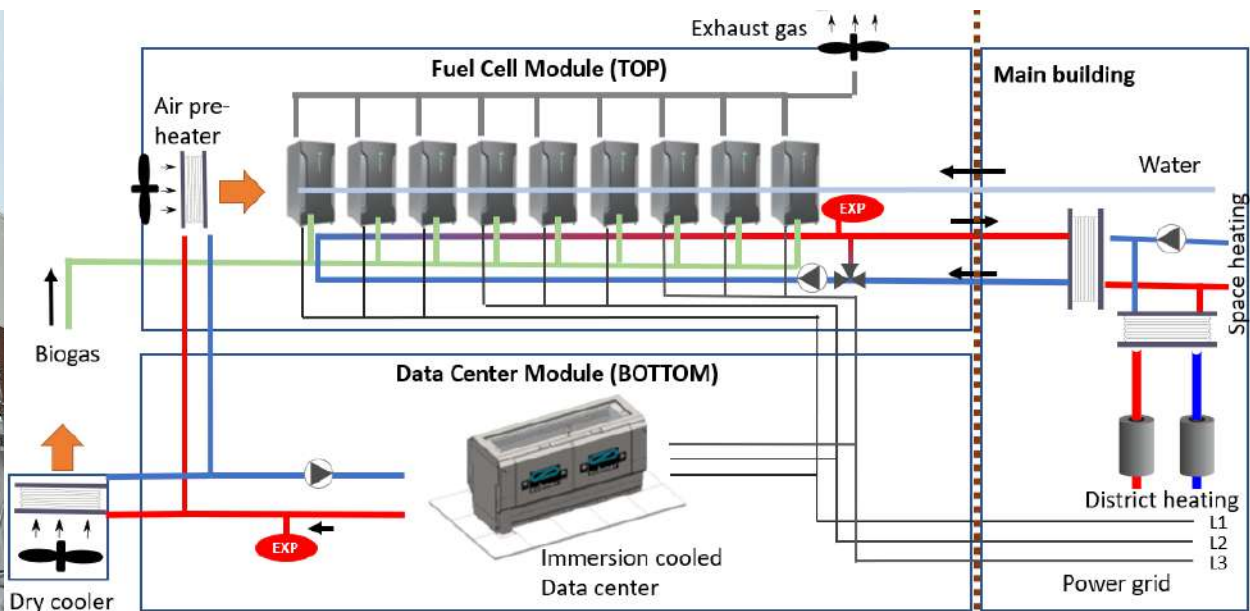 Exhaust gas
Fuel Cell Module (TOP)
Main building
Air pre-
heater
Water
EXP
Space heating
Biogas
Data Center Module (BOTTOM)
District heating
EXP
Immersion cooled
Data center
L1
L2
L3
Power grid
Dry cooler